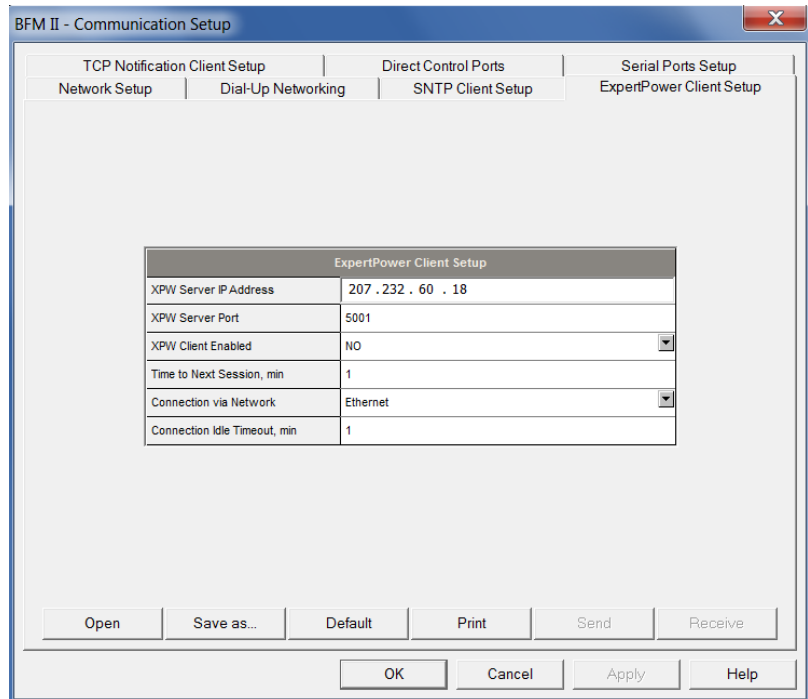 BFM II - Communication Setup
TCP Notification Client Setup Direct Control Ports Serial Ports Setup
Network Setup Dial-Up Networking SNTP Client Setup ExpertPower Client Setup
ExpertPower Client Setup
XPW Server IP Address 207 . 232 . 60 . 18
XPW Server Port 5001
XPW Client Enabled NO
Time to Next Session, min 1
Connection via Network Ethernet
Connection Idle Timeout, min 1
Open Save as... Default Print Send Receive
OK Cancel Apply Help